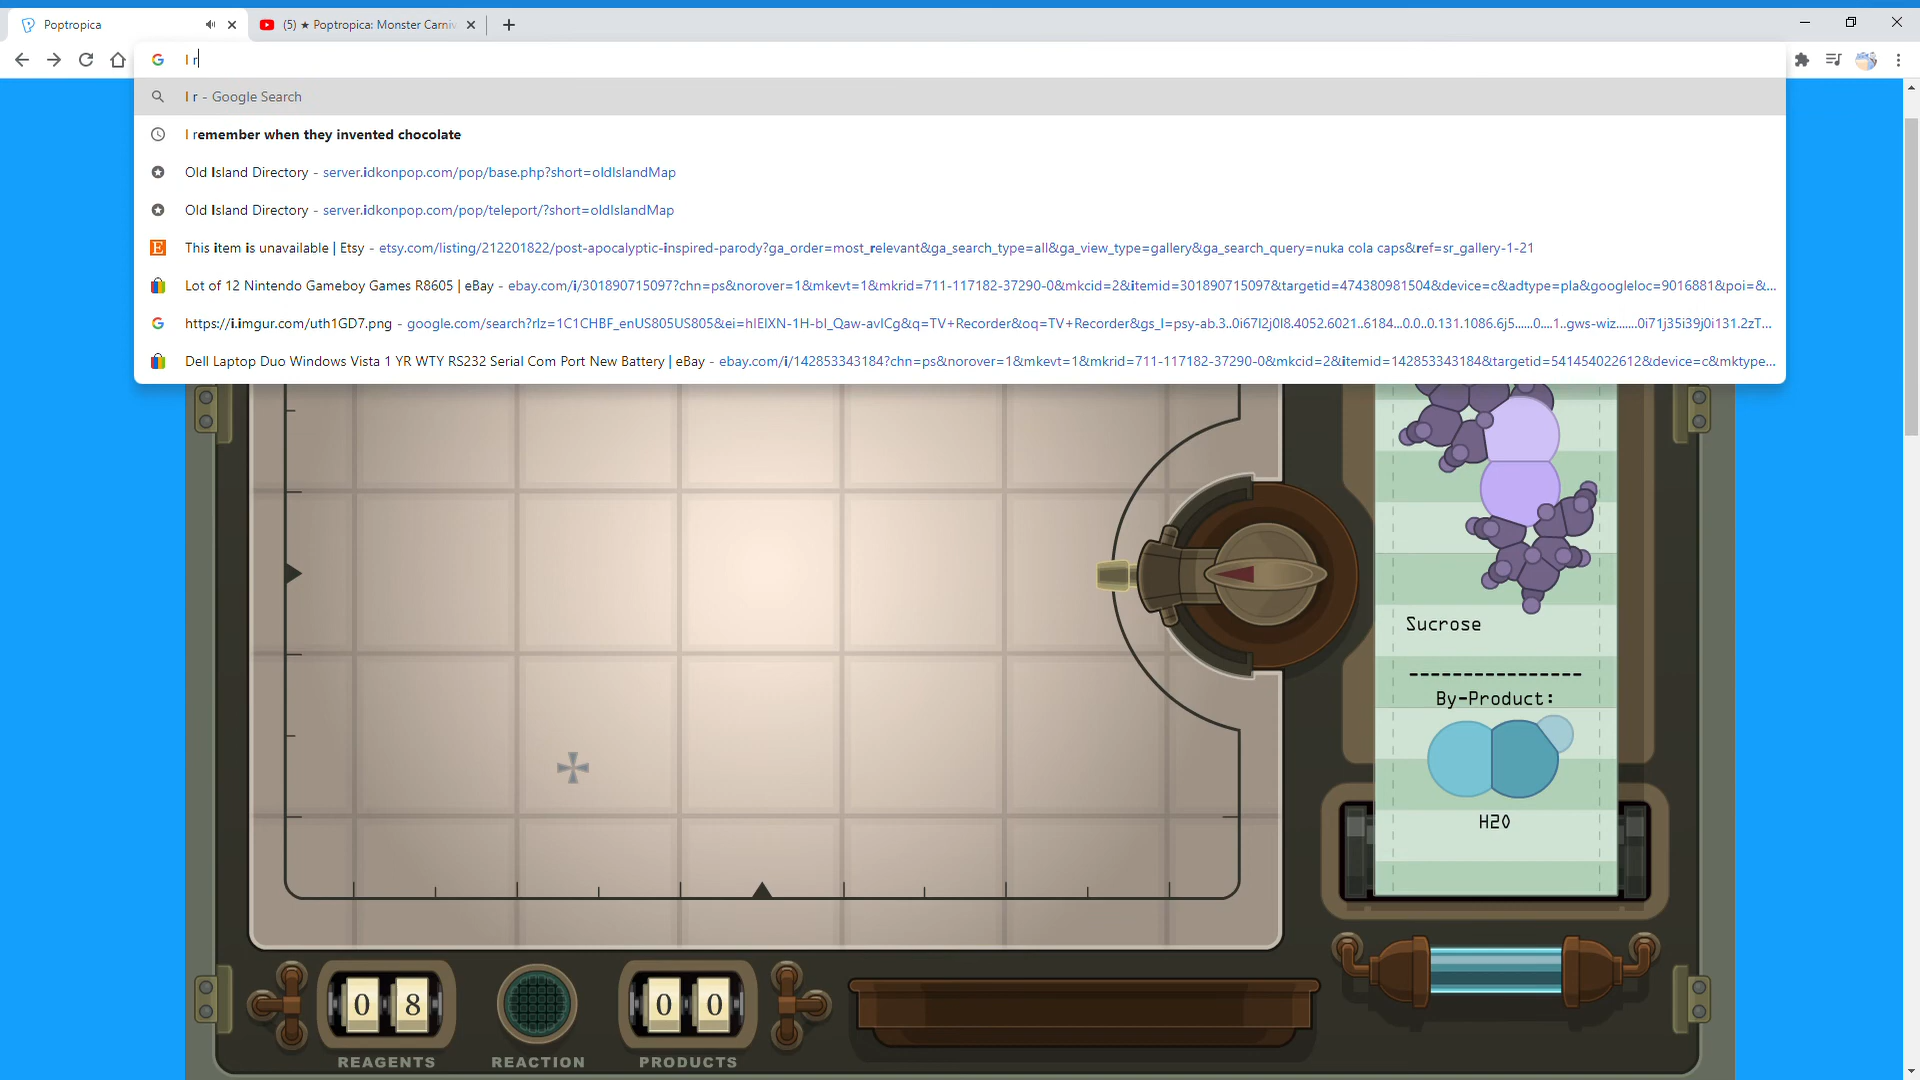 Poptropica
(5) ★ Poptropica: Monster Carniv
I r
I r - Google Search
I remember when they invented chocolate
Old Island Directory - server.idkonpop.com/pop/base.php?short=oldIslandMap
Old Island Directory - server.idkonpop.com/pop/teleport/?short=oldIslandMap
This item is unavailable | Etsy - etsy.com/listing/212201822/post-apocalyptic-inspired-parody?ga_order=most_relevant&ga_search_type=all&ga_view_type=gallery&ga_search_query=nuka cola caps&ref=sr_gallery-1-21
Lot of 12 Nintendo Gameboy Games R8605 | eBay - ebay.com/i/301890715097?chn=ps&norover=1&mkevt=1&mkrid=711-117182-37290-0&mkcid=2&itemid=301890715097&targetid=474380981504&device=c&adtype=pla&googleloc=9016881&poi=&...
https://i.imgur.com/uth1GD7.png - google.com/search?rlz=1C1CHBF_enUS805US805&ei=hIEIXN-1H-bl_Qaw-avICg&q=TV+Recorder&oq=TV+Recorder&gs_l=psy-ab.3..0i67l2j0l8.4052.6021..6184...0.0..0.131.1086.6j5......0....1..gws-wiz.......0i71j35i39j0i131.2zT...
Dell Laptop Duo Windows Vista 1 YR WTY RS232 Serial Com Port New Battery | eBay - ebay.com/i/142853343184?chn=ps&norover=1&mkevt=1&mkrid=711-117182-37290-0&mkcid=2&itemid=142853343184&targetid=541454022612&device=c&mktype...
Sucrose
----------------
By-Product:
H2O
0 8
0 0
REAGENTS
REACTION
PRODUCTS